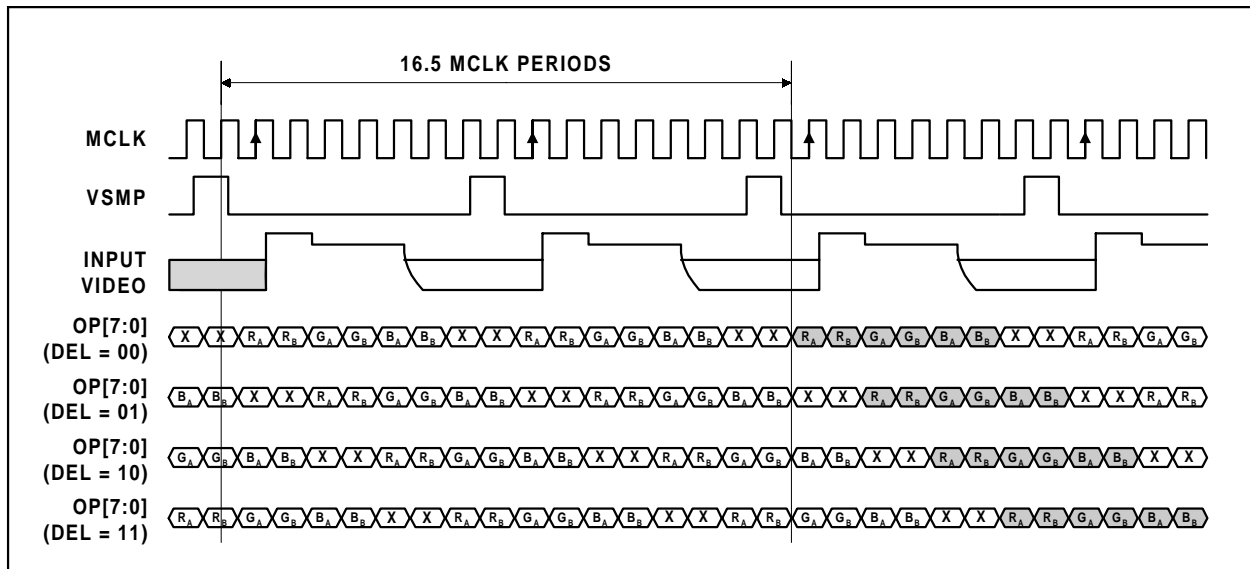 16.5 MCLK PERIODS
MCLK
VSMP
INPUT
VIDEO
OP[7:0]
(DEL = 00)
X X RA RB GA GB BA BB X X RA RB GA GB BA BB X X RA RB GA GB BA BB X X RA RB GA GB
OP[7:0]
(DEL = 01)
BA BB X X RA RB GA GB BA BB X X RA RB GA GB BA BB X X RA RB GA GB BA BB X X RA RB
OP[7:0]
(DEL = 10)
GA GB BA BB X X RA RB GA GB BA BB X X RA RB GA GB BA BB X X RA RB GA GB BA BB X X
OP[7:0]
(DEL = 11)
RA RB GA GB BA BB X X RA RB GA GB BA BB X X RA RB GA GB BA BB X X RA RB GA GB BA BB